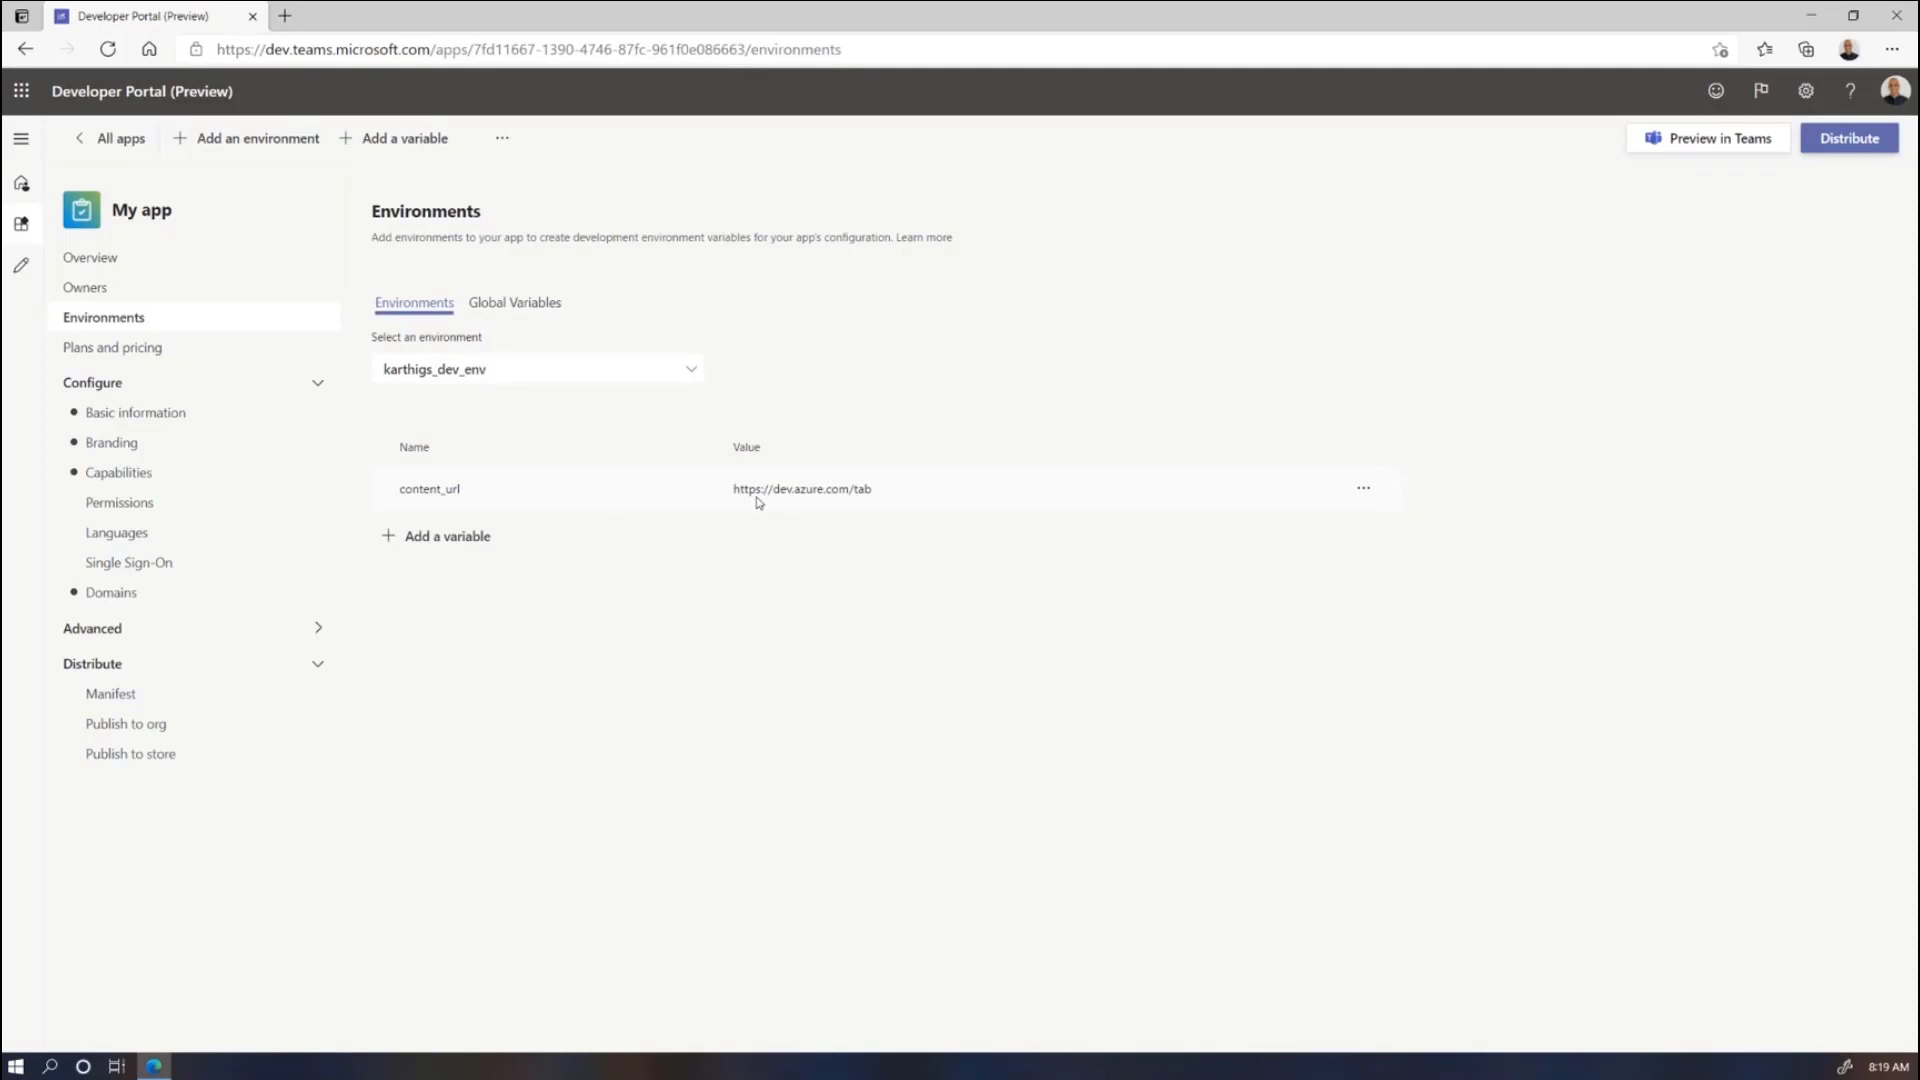 Developer Portal (Preview)
https://dev.teams.microsoft.com/apps/7fd11667-1390-4746-87fc-961f0e086663/environments
Developer Portal (Preview)
All apps
Add an environment
Add a variable
Preview in Teams
Distribute
My app
Overview
Owners
Environments
Plans and pricing
Configure
Basic information
Branding
Capabilities
Permissions
Languages
Single Sign-On
Domains
Advanced
Distribute
Manifest
Publish to org
Publish to store
Environments
Add environments to your app to create development environment variables for your app's configuration. Learn more
Environments Global Variables
Select an environment
karthigs_dev_env
Name Value
content_url https://dev.azure.com/tab
Add a variable
8:19 AM